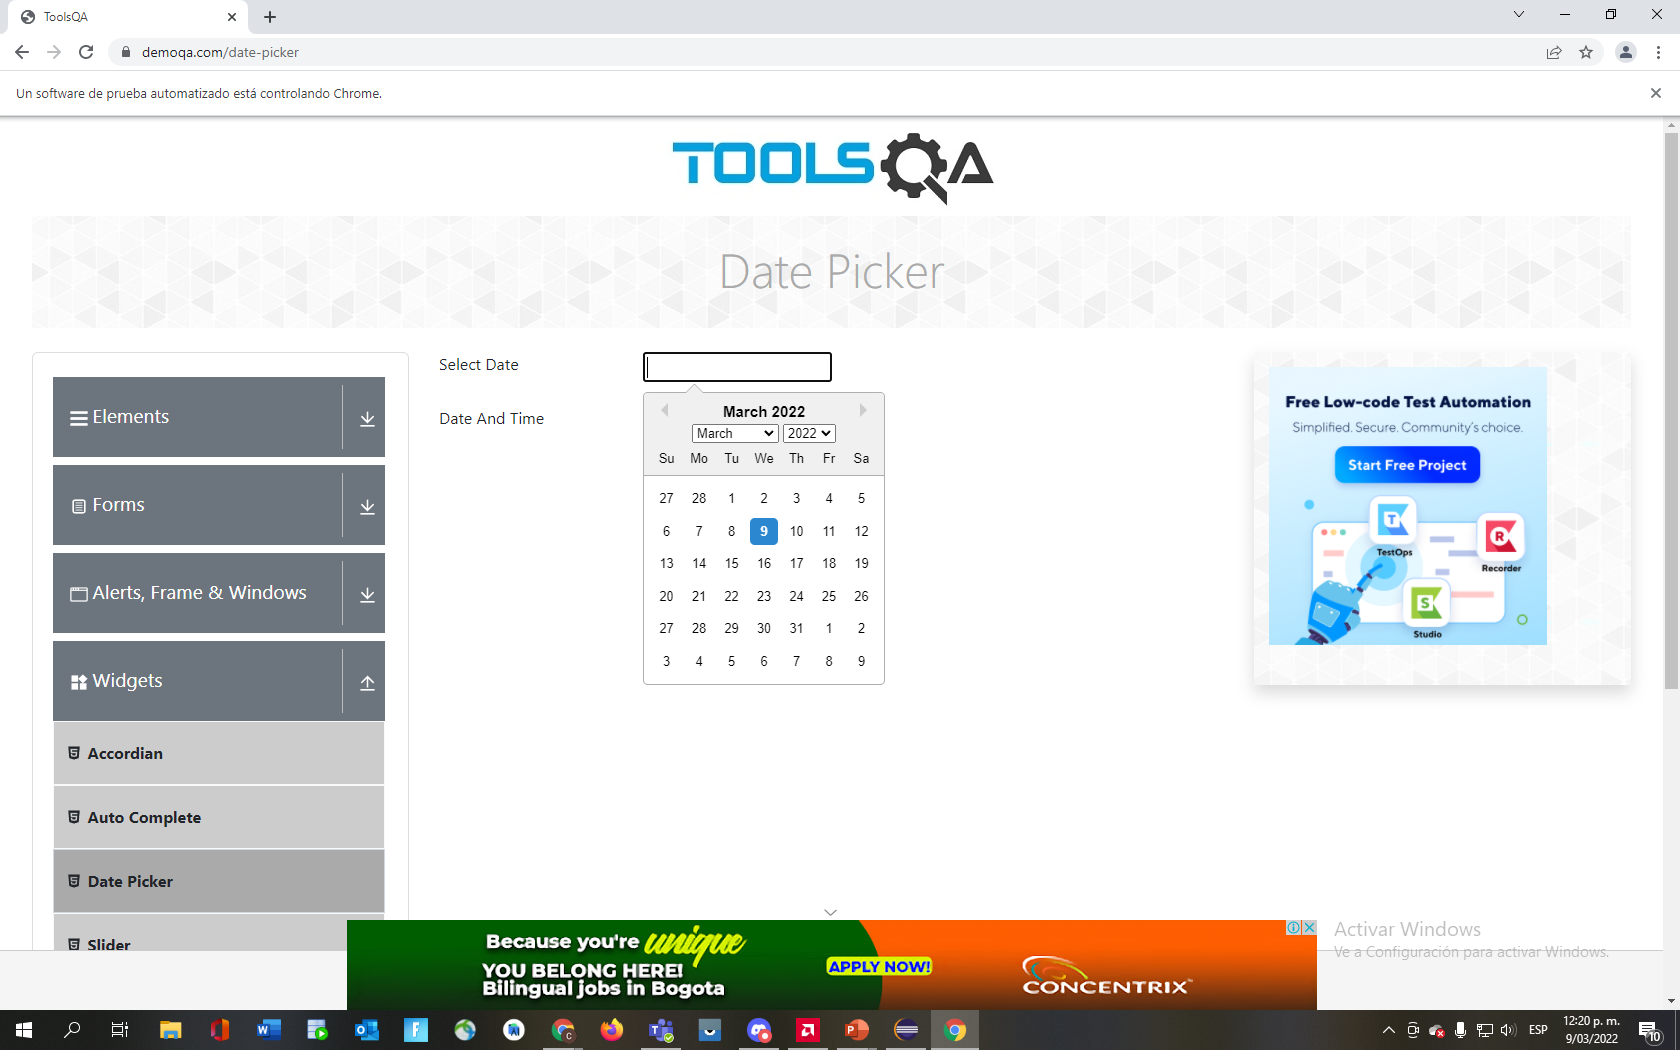 ToolsQA
demoqa.com/date-picker
Un software de prueba automatizado está controlando Chrome.
TOOLSQA
Date Picker
Elements
Forms
Alerts, Frame & Windows
Widgets
Accordian
Auto Complete
Date Picker
Slider
Select Date
Date And Time
March 2022
March 2022
Su Mo Tu We Th Fr Sa
27 28 1 2 3 4 5
6 7 8 9 10 11 12
13 14 15 16 17 18 19
20 21 22 23 24 25 26
27 28 29 30 31 1 2
3 4 5 6 7 8 9
Free Low-code Test Automation
Simplified. Secure. Community's choice.
Start Free Project
TestOps
Recorder
Studio
Because you're unique
YOU BELONG HERE!
Bilingual jobs in Bogota
APPLY NOW!
CONCENTRIX
Activar Windows
Ve a Configuración para activar Windows.
ESP
12:20 p. m.
9/03/2022
10